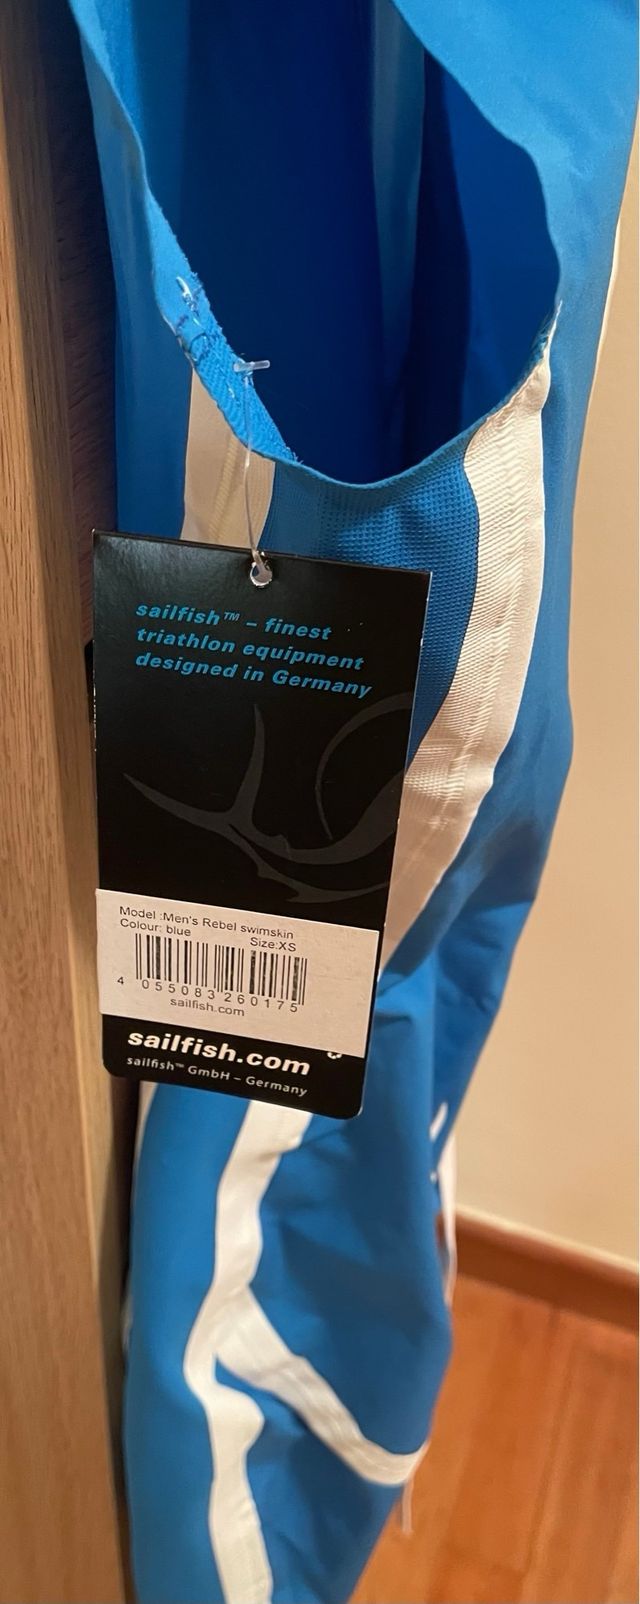 sailfish™ – finest
triathlon equipment
designed in Germany
Model :Men's Rebel swimskin
Colour: blue Size:XS
4 055083 260175
sailfish.com
sailfish.com
sailfish™ GmbH – Germany